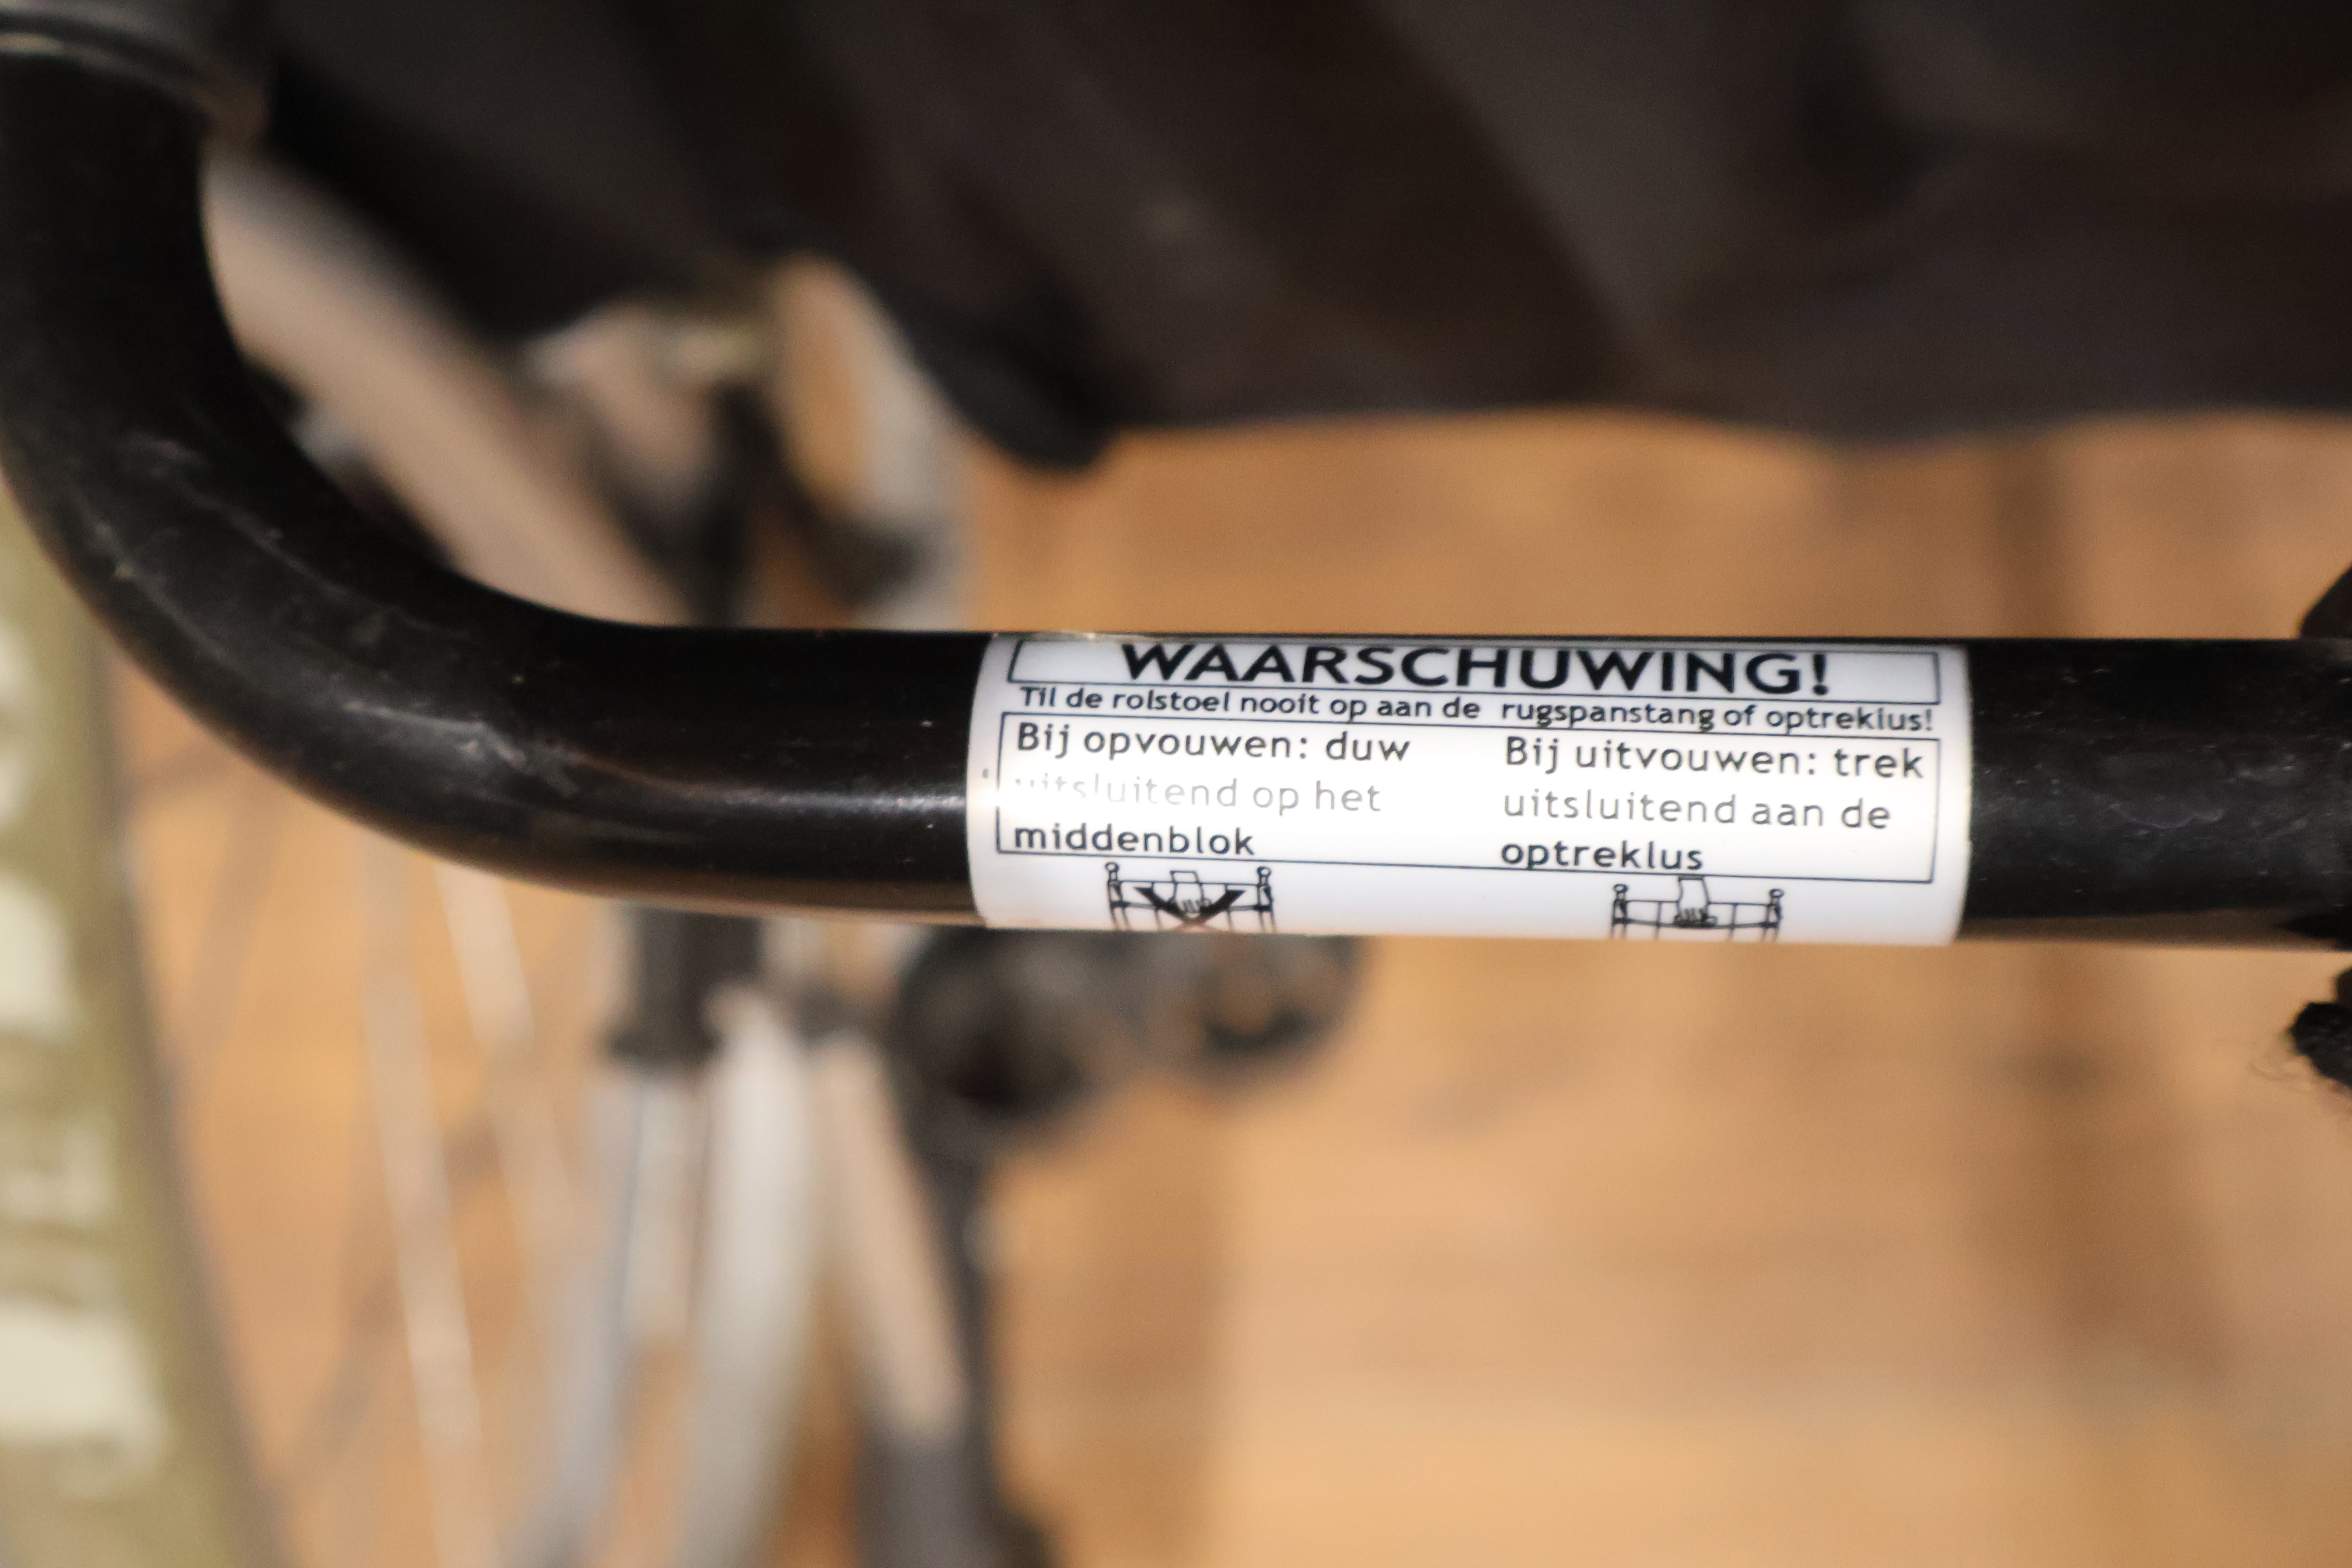 WAARSCHUWING!
Til de rolstoel nooit op aan de rugspanstang of optreklus!
Bij opvouwen: duw
uitsluitend op het
middenblok
Bij uitvouwen: trek
uitsluitend aan de
optreklus